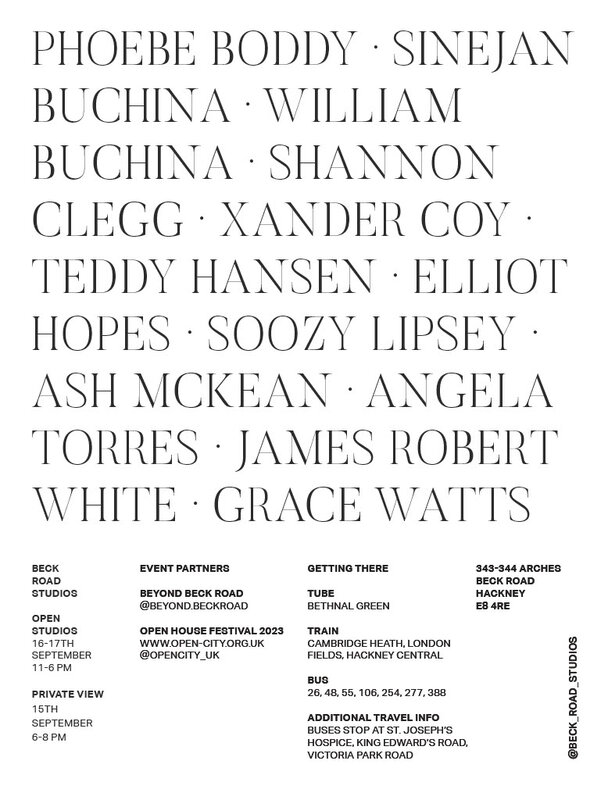 PHOEBE BODDY · SINEJAN
BUCHINA · WILLIAM
BUCHINA · SHANNON
CLEGG · XANDER COY ·
TEDDY HANSEN · ELLIOT
HOPES · SOOZY LIPSEY ·
ASH MCKEAN · ANGELA
TORRES · JAMES ROBERT
WHITE · GRACE WATTS
BECK
ROAD
STUDIOS
OPEN
STUDIOS
16-17TH
SEPTEMBER
11-6 PM
PRIVATE VIEW
15TH
SEPTEMBER
6-8 PM
EVENT PARTNERS
BEYOND BECK ROAD
@BEYOND.BECKROAD
OPEN HOUSE FESTIVAL 2023
WWW.OPEN-CITY.ORG.UK
@OPENCITY_UK
GETTING THERE
TUBE
BETHNAL GREEN
TRAIN
CAMBRIDGE HEATH, LONDON
FIELDS, HACKNEY CENTRAL
BUS
26, 48, 55, 106, 254, 277, 388
ADDITIONAL TRAVEL INFO
BUSES STOP AT ST. JOSEPH'S
HOSPICE, KING EDWARD'S ROAD,
VICTORIA PARK ROAD
343-344 ARCHES
BECK ROAD
HACKNEY
E8 4RE
@BECK_ROAD_STUDIOS